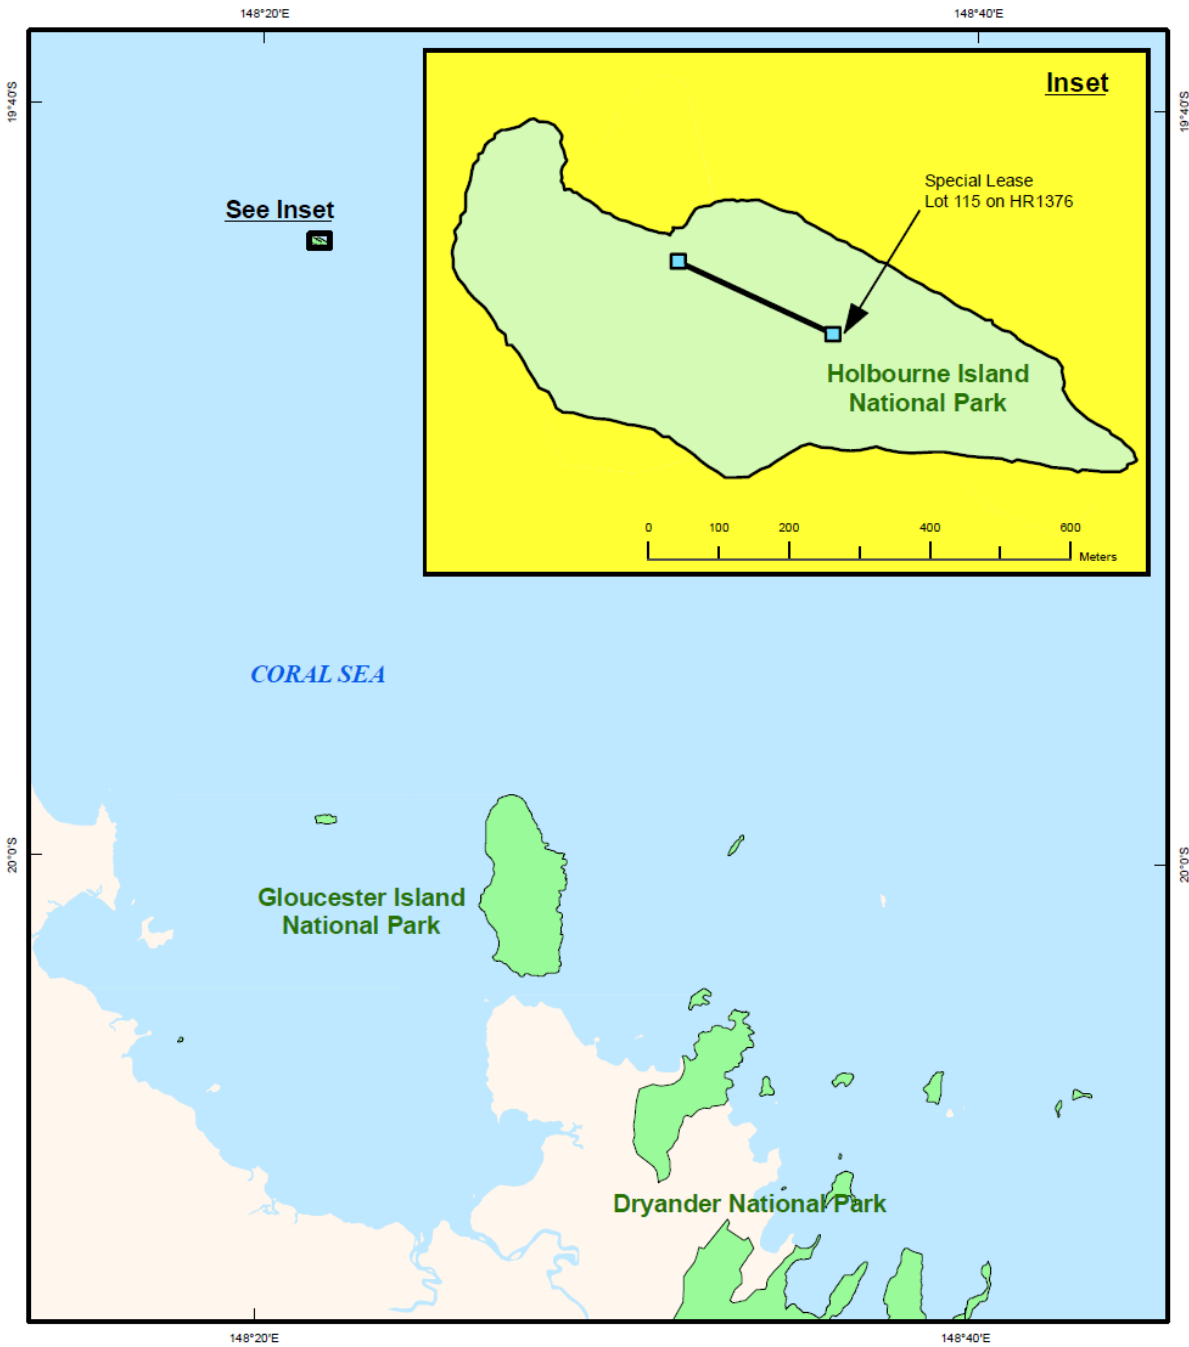 148°20'E
148°40'E
19°40'S
19°40'S
Inset
Special Lease
Lot 115 on HR1376
See Inset
Holbourne Island
National Park
0 100 200 400 600
Meters
CORAL SEA
20°0'S
20°0'S
Gloucester Island
National Park
Dryander National Park
148°20'E
148°40'E